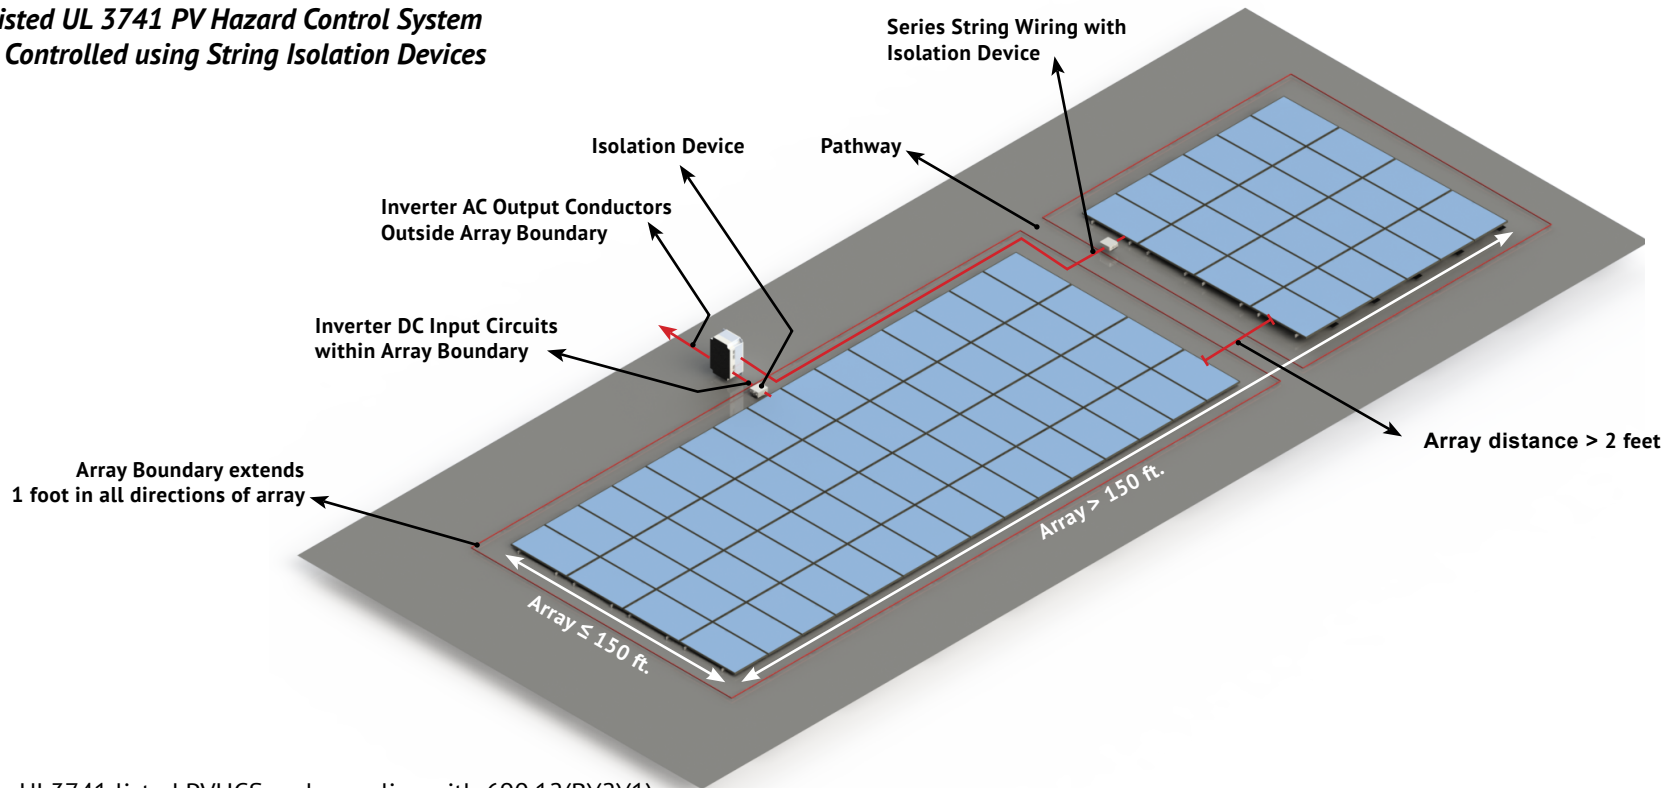 isted UL 3741 PV Hazard Control System
Controlled using String Isolation Devices
Series String Wiring with
Isolation Device
Isolation Device
Pathway
Inverter AC Output Conductors
Outside Array Boundary
Inverter DC Input Circuits
within Array Boundary
Array distance > 2 feet
Array Boundary extends
1 foot in all directions of array
Array > 150 ft.
Array ≤ 150 ft.